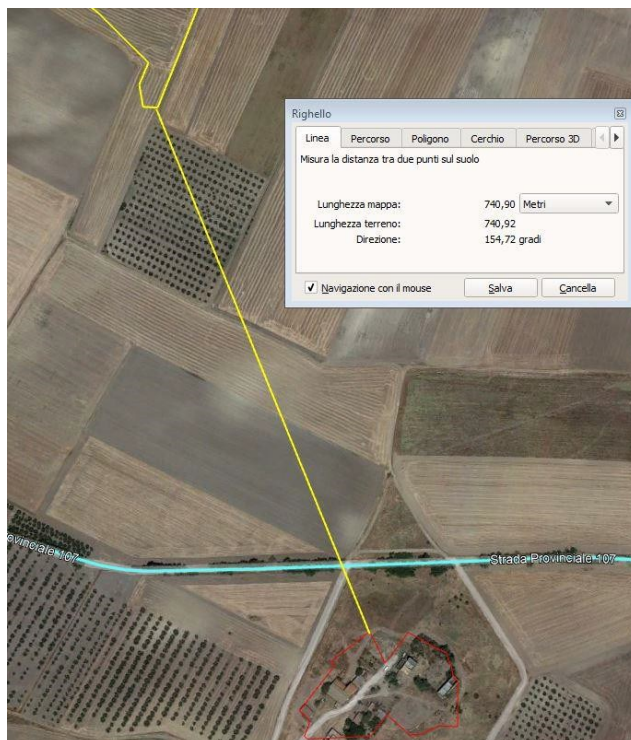 Righello
Linea Percorso Poligono Cerchio Percorso 3D
Misura la distanza tra due punti sul suolo
Lunghezza mappa: 740,90 Metri
Lunghezza terreno: 740,92
Direzione: 154,72 gradi
Navigazione con il mouse Salva Cancella
ovinciale 107
Strada Provinciale 107